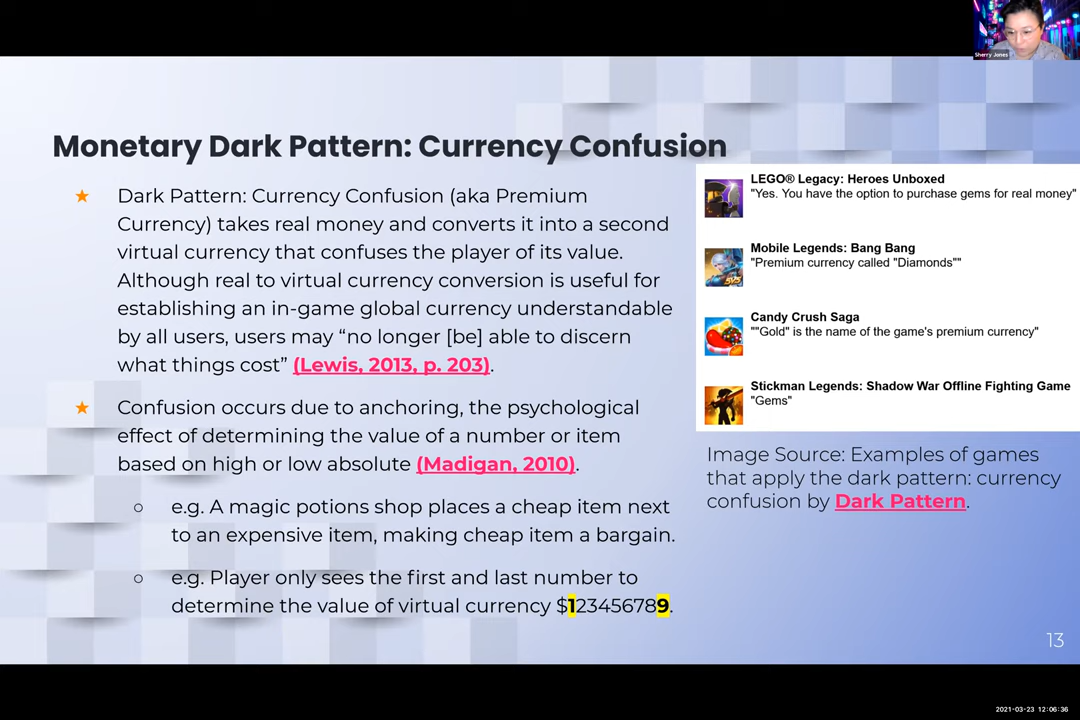 Sherry Jones
Monetary Dark Pattern: Currency Confusion
★ Dark Pattern: Currency Confusion (aka Premium
Currency) takes real money and converts it into a second
virtual currency that confuses the player of its value.
Although real to virtual currency conversion is useful for
establishing an in-game global currency understandable
by all users, users may “no longer [be] able to discern
what things cost” (Lewis, 2013, p. 203).
★ Confusion occurs due to anchoring, the psychological
effect of determining the value of a number or item
based on high or low absolute (Madigan, 2010).
○ e.g. A magic potions shop places a cheap item next
to an expensive item, making cheap item a bargain.
○ e.g. Player only sees the first and last number to
determine the value of virtual currency $123456789.
LEGO® Legacy: Heroes Unboxed
"Yes. You have the option to purchase gems for real money"
Mobile Legends: Bang Bang
"Premium currency called "Diamonds""
Candy Crush Saga
""Gold" is the name of the game's premium currency"
Stickman Legends: Shadow War Offline Fighting Game
"Gems"
Image Source: Examples of games
that apply the dark pattern: currency
confusion by Dark Pattern.
13
2021-03-23 12:06:36